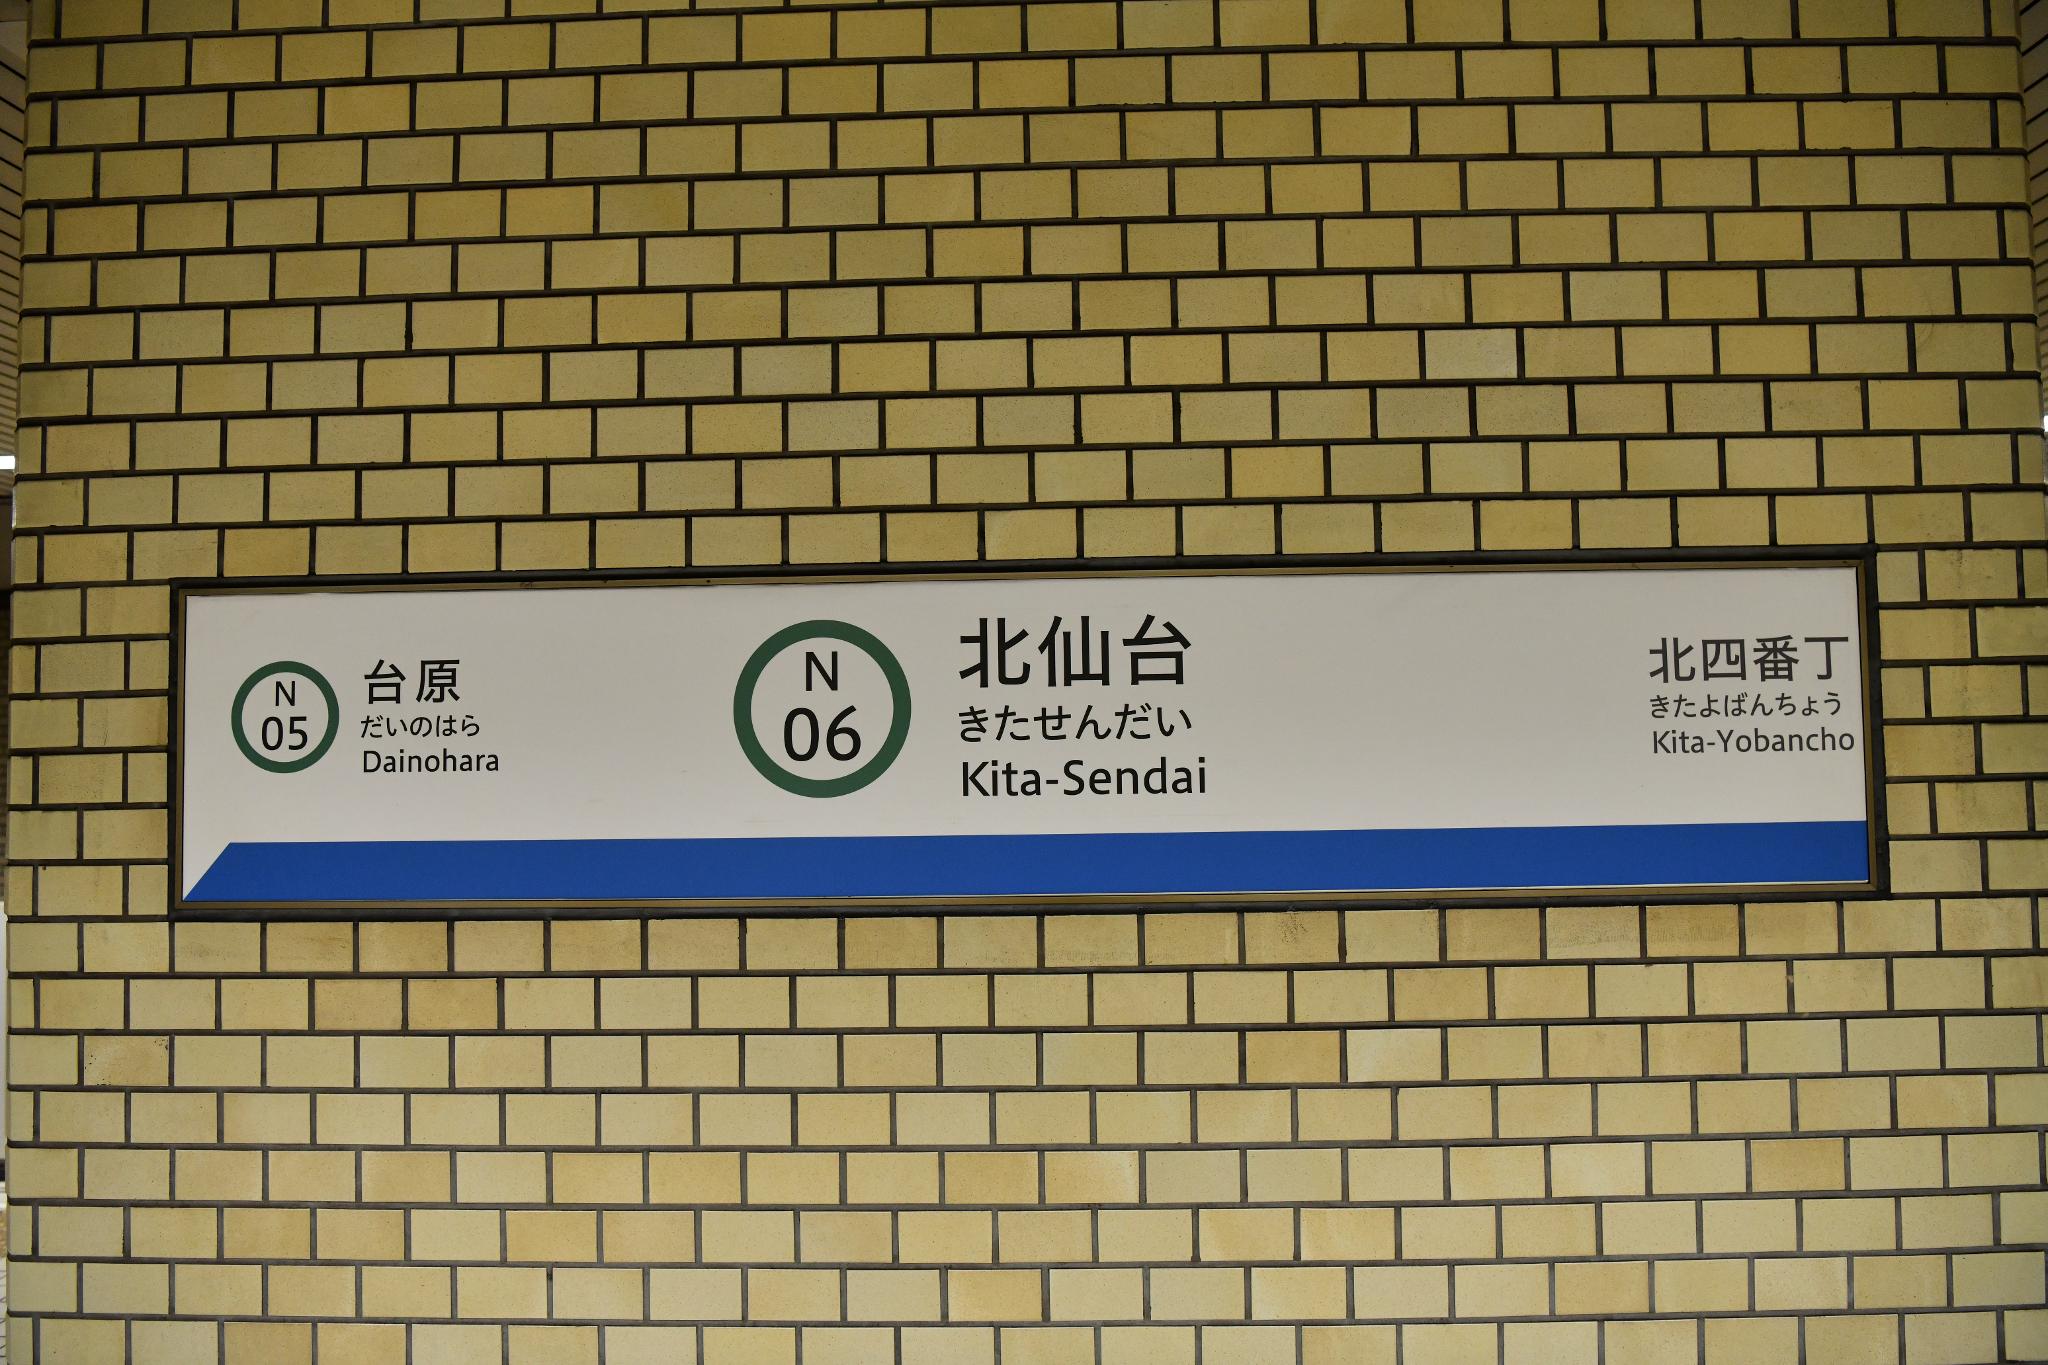 N
05
台原
だいのはら
Dainohara
N
06
北仙台
きたせんだい
Kita-Sendai
北四番丁
きたよばんちょう
Kita-Yobancho